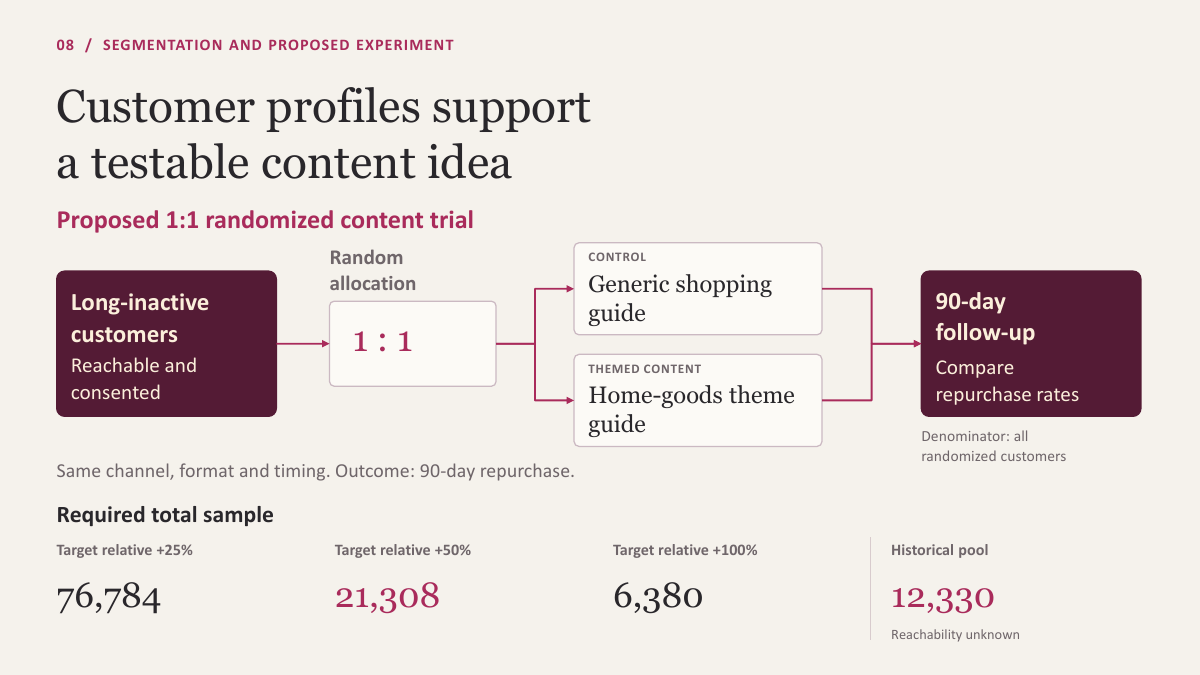 08 / SEGMENTATION AND PROPOSED EXPERIMENT
Customer profiles support
a testable content idea
Proposed 1:1 randomized content trial
Long-inactive
customers
Reachable and
consented
Random
allocation
1 : 1
CONTROL
Generic shopping
guide
THEMED CONTENT
Home-goods theme
guide
90-day
follow-up
Compare
repurchase rates
Denominator: all
randomized customers
Same channel, format and timing. Outcome: 90-day repurchase.
Required total sample
Target relative +25%
76,784
Target relative +50%
21,308
Target relative +100%
6,380
Historical pool
12,330
Reachability unknown